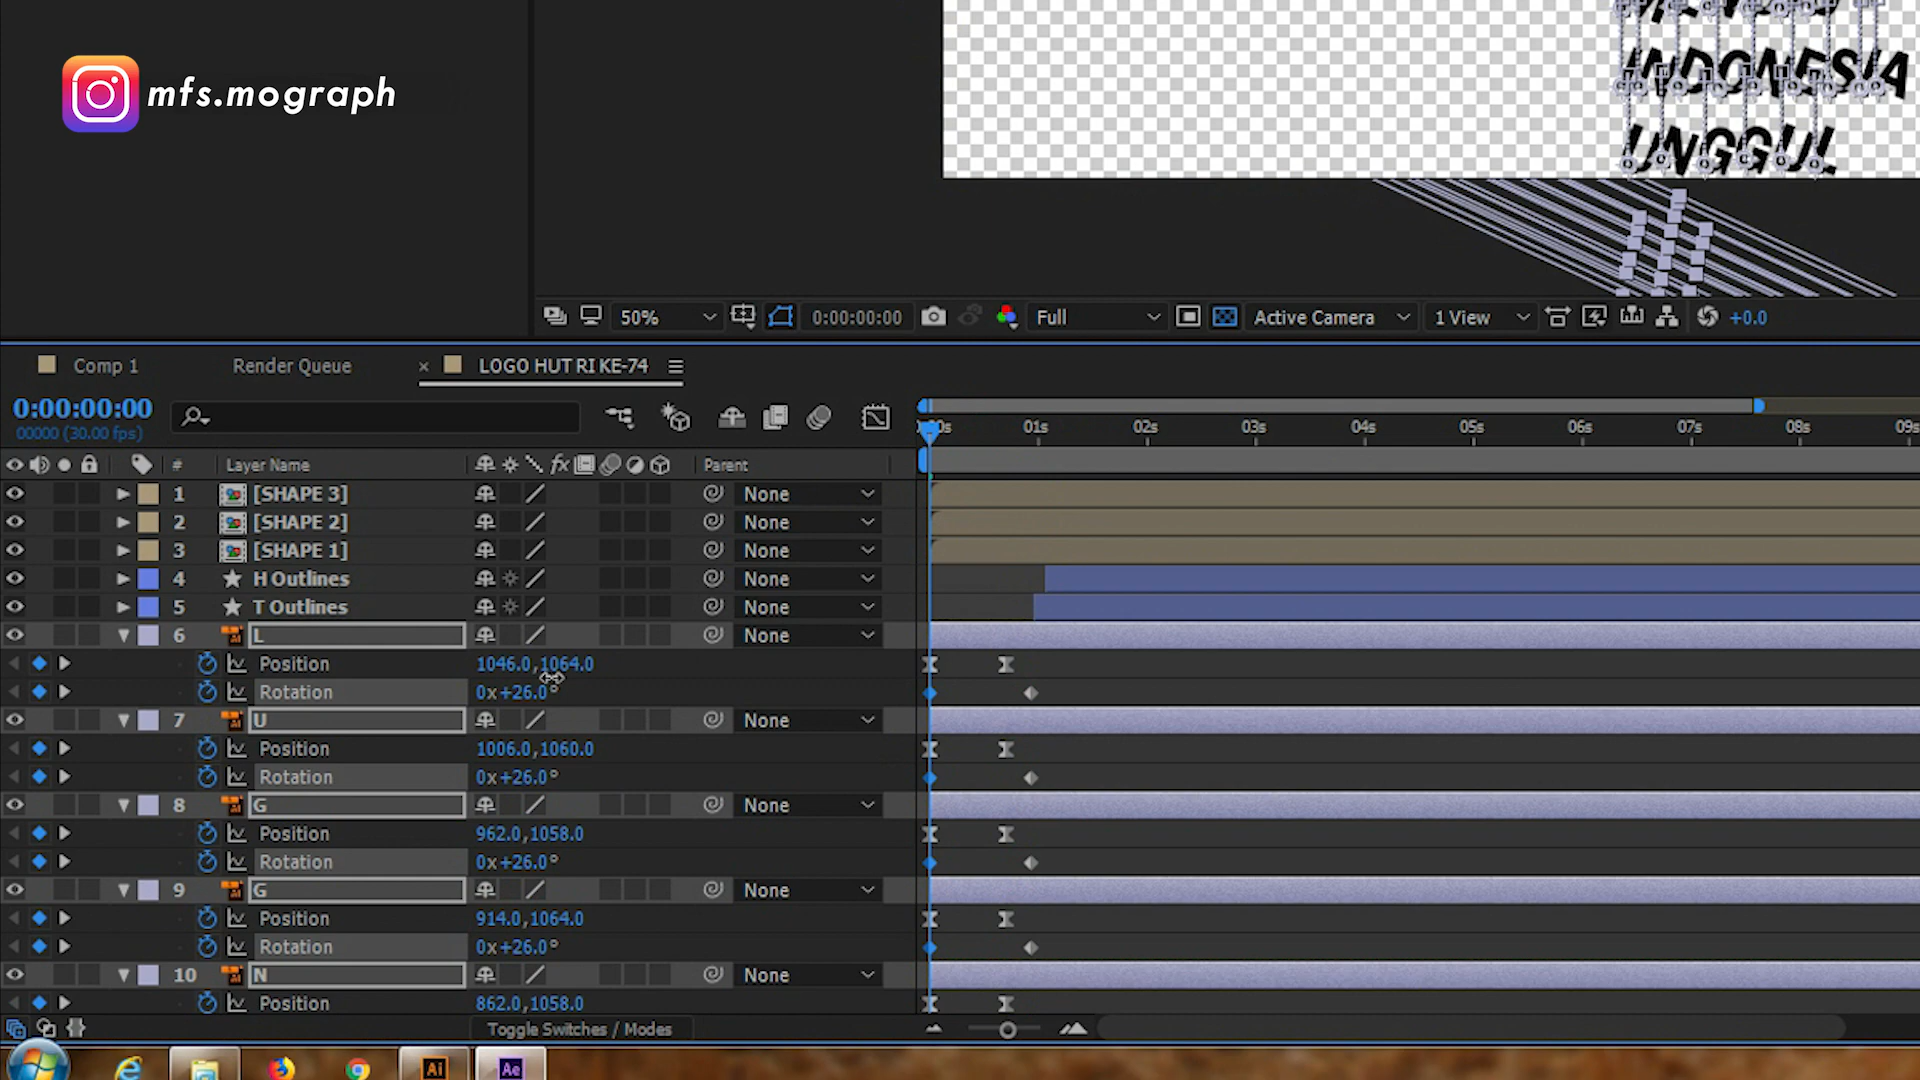 mfs.mograph
INDONESIA
UNGGUL
50%
0:00:00:00
Full
Active Camera
1 View
+0.0
Comp 1
Render Queue
× LOGO HUT RI KE-74
0:00:00:00
00000 (30.00 fps)
01s 02s 03s 04s 05s 06s 07s 08s 09s
# Layer Name fx Parent
1 [SHAPE 3] None
2 [SHAPE 2] None
3 [SHAPE 1] None
4 H Outlines None
5 T Outlines None
6 L None
Position 1046.0,1064.0
Rotation 0x+26.0°
7 U None
Position 1006.0,1060.0
Rotation 0x+26.0°
8 G None
Position 962.0,1058.0
Rotation 0x+26.0°
9 G None
Position 914.0,1064.0
Rotation 0x+26.0°
10 N None
Position 862.0,1058.0
Toggle Switches / Modes
Ai
Ae